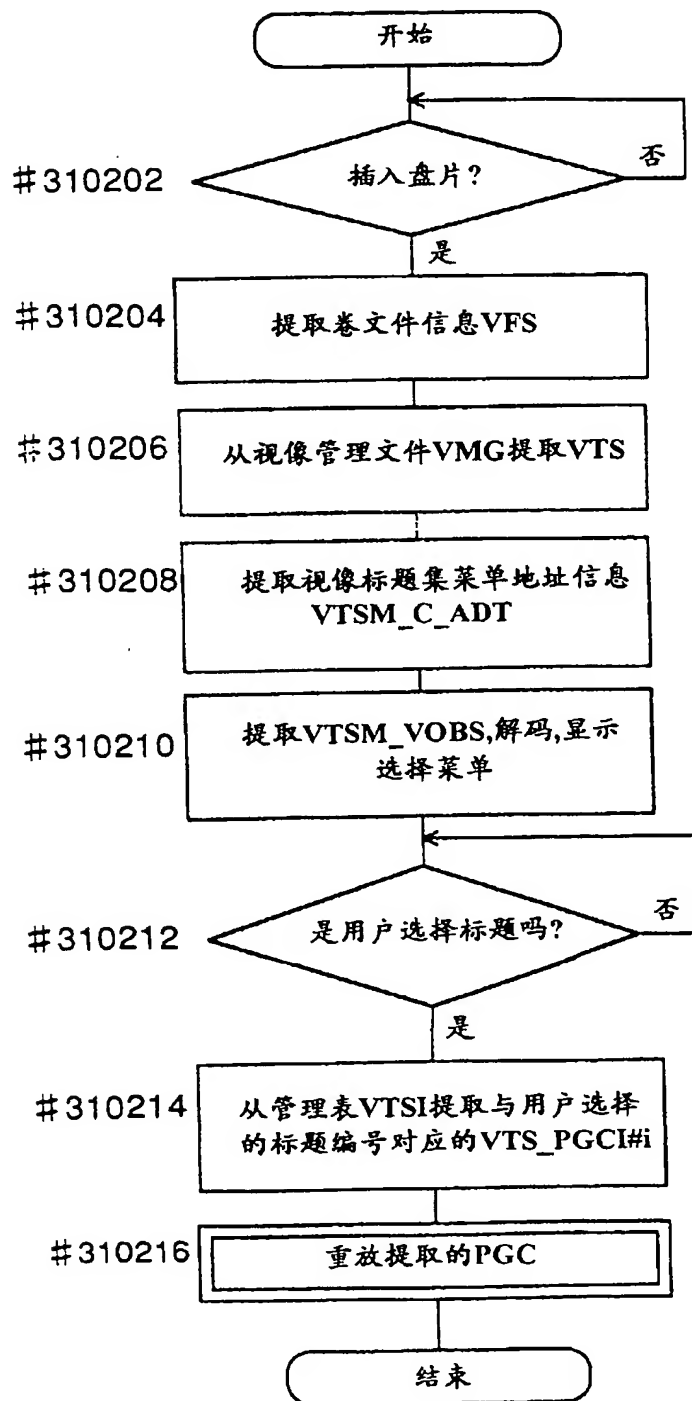 开始
#310202
插入盘片?
否
是
#310204
提取卷文件信息VFS
#310206
从视像管理文件VMG提取VTS
#310208
提取视像标题集菜单地址信息
VTSM_C_ADT
#310210
提取VTSM_VOBS,解码,显示
选择菜单
#310212
是用户选择标题吗?
否
是
#310214
从管理表VTSI提取与用户选择
的标题编号对应的VTS_PGCI#i
#310216
重放提取的PGC
结束